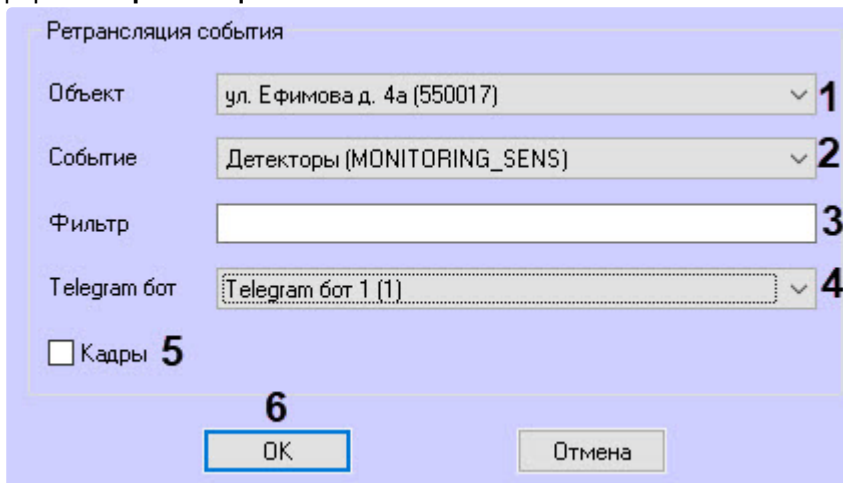 Ретрансляция события
Объект ул. Ефимова д. 4а (550017) 1
Событие Детекторы (MONITORING_SENS) 2
Фильтр 3
Telegram бот Telegram бот 1 (1) 4
Кадры 5
6
OK Отмена